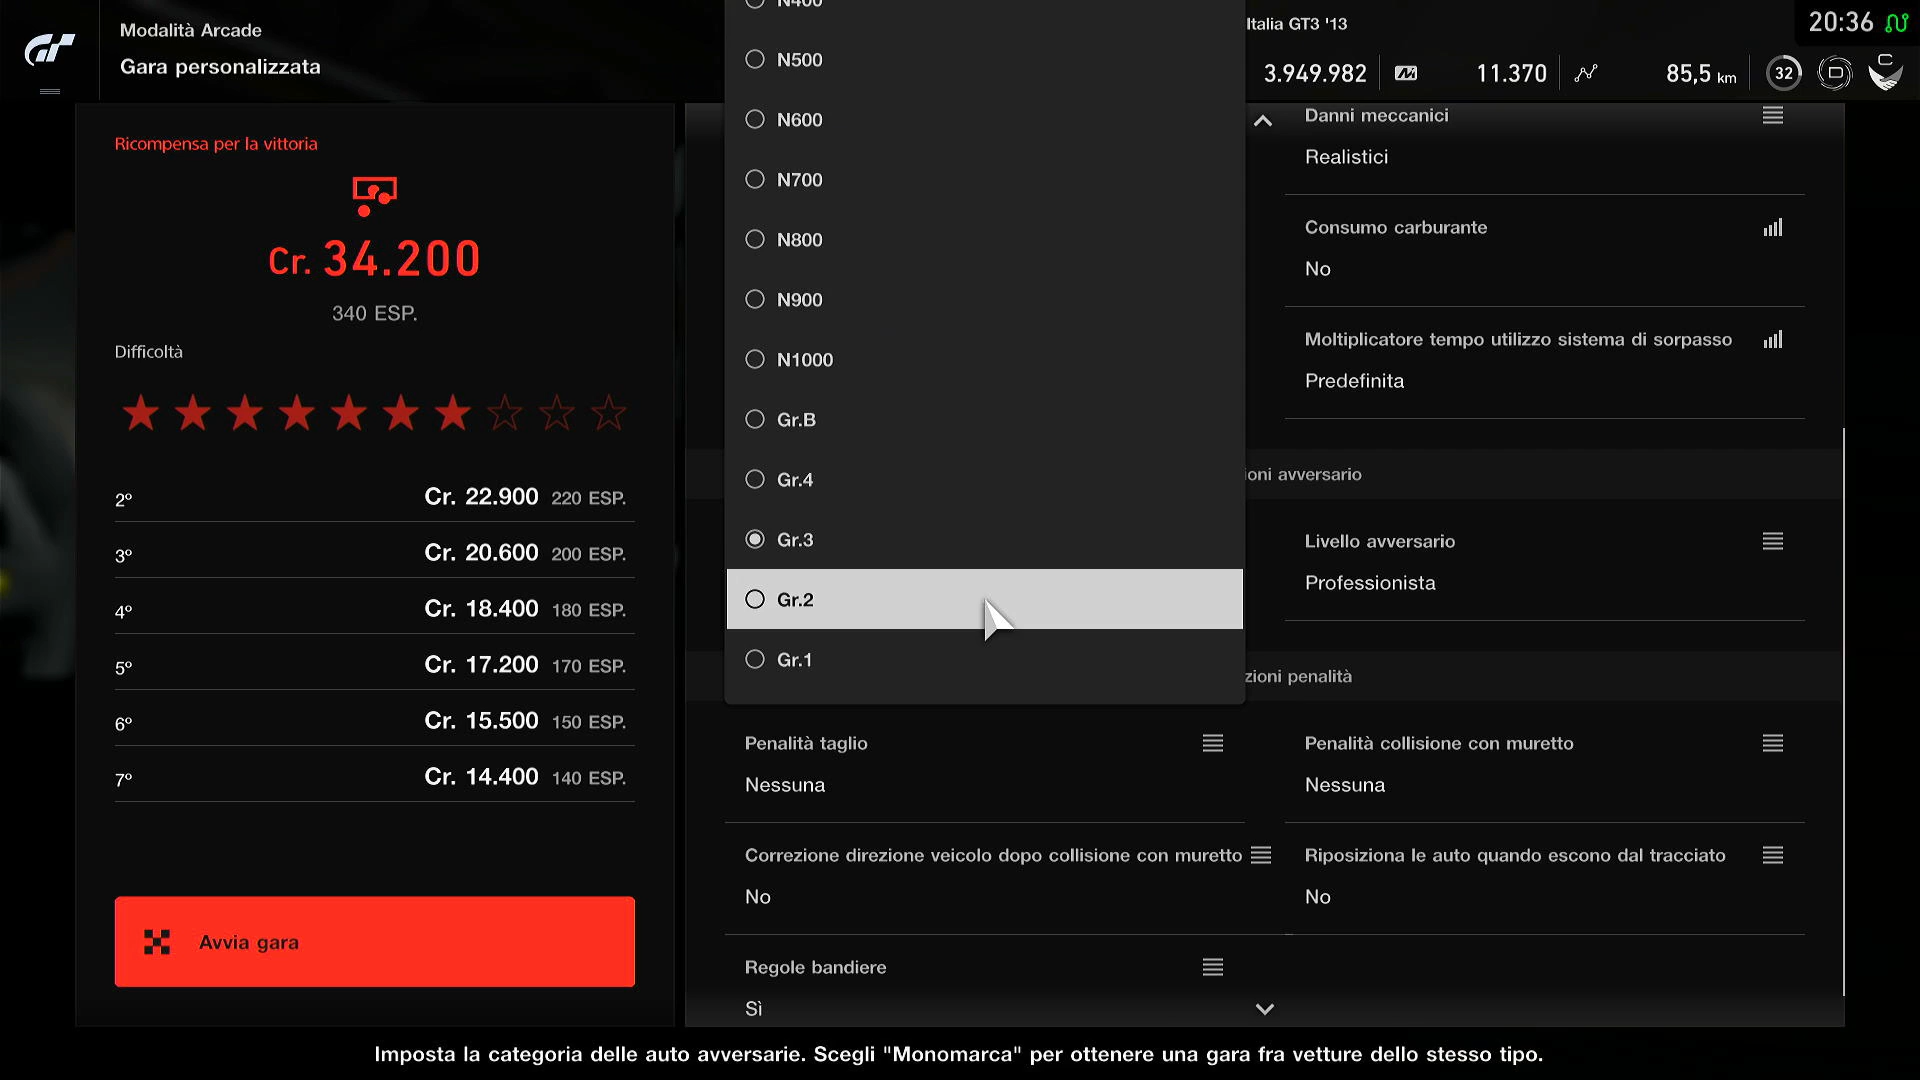 Modalità Arcade
Gara personalizzata
Italia GT3 '13
20:36
3.949.982
11.370
85,5 km
32
D
C
Ricompensa per la vittoria
Cr. 34.200
340 ESP.
Difficoltà
2º Cr. 22.900 220 ESP.
3º Cr. 20.600 200 ESP.
4º Cr. 18.400 180 ESP.
5º Cr. 17.200 170 ESP.
6º Cr. 15.500 150 ESP.
7º Cr. 14.400 140 ESP.
Avvia gara
N400
N500
N600
N700
N800
N900
N1000
Gr.B
Gr.4
Gr.3
Gr.2
Gr.1
Danni meccanici
Realistici
Consumo carburante
No
Moltiplicatore tempo utilizzo sistema di sorpasso
Predefinita
ioni avversario
Livello avversario
Professionista
zioni penalità
Penalità taglio
Nessuna
Penalità collisione con muretto
Nessuna
Correzione direzione veicolo dopo collisione con muretto
No
Riposiziona le auto quando escono dal tracciato
No
Regole bandiere
Sì
Imposta la categoria delle auto avversarie. Scegli "Monomarca" per ottenere una gara fra vetture dello stesso tipo.